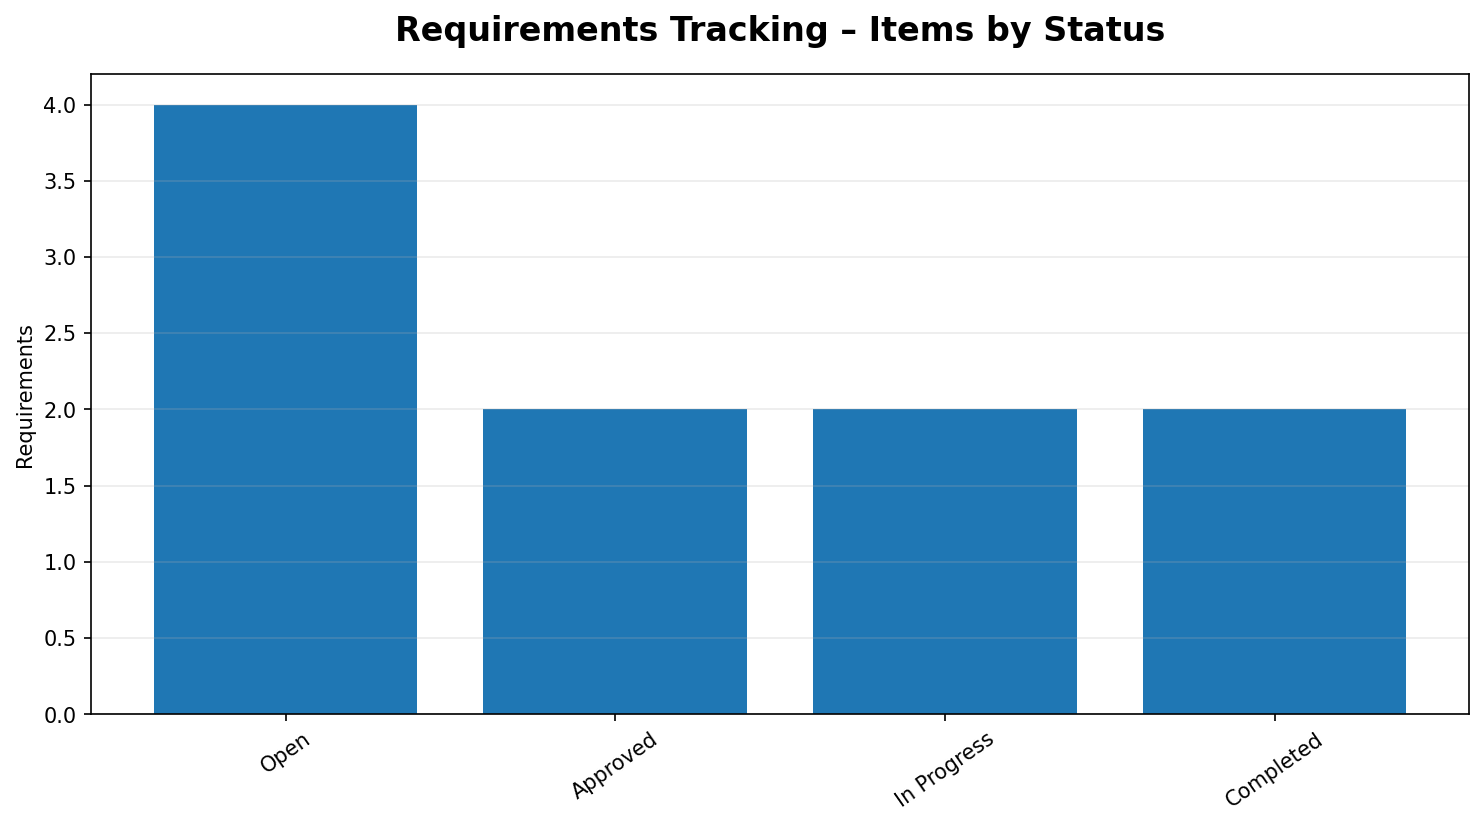 Requirements Tracking – Items by Status
Requirements
4.0
3.5
3.0
2.5
2.0
1.5
1.0
0.5
0.0
Open
Approved
In Progress
Completed